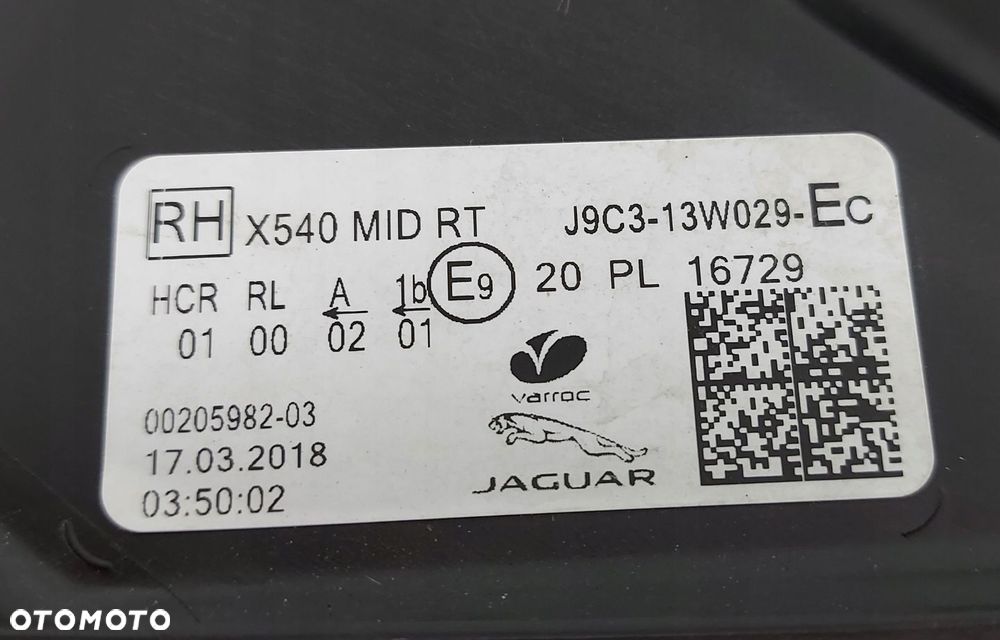 RH X540 MID RT J9C3-13W029-EC
HCR RL A 1b E9 20 PL 16729
01 00 02 01
varroc
00205982-03
17.03.2018
JAGUAR
03:50:02
OTOMOTO